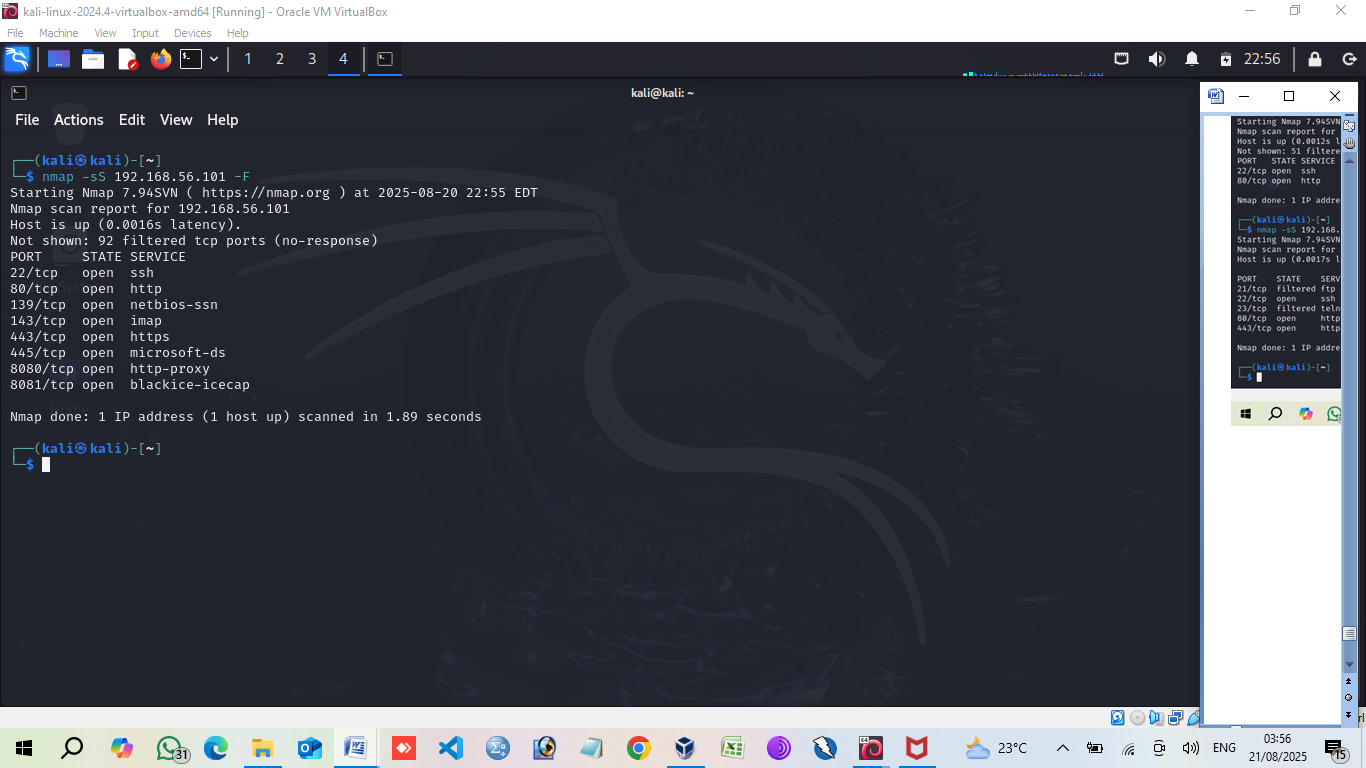 kali-linux-2024.4-virtualbox-amd64 [Running] - Oracle VM VirtualBox
File Machine View Input Devices Help
1 2 3 4
22:56
kali@kali: ~
File Actions Edit View Help
┌──(kali㉿kali)-[~]
└─$ nmap -sS 192.168.56.101 -F
Starting Nmap 7.94SVN ( https://nmap.org ) at 2025-08-20 22:55 EDT
Nmap scan report for 192.168.56.101
Host is up (0.0016s latency).
Not shown: 92 filtered tcp ports (no-response)
PORT STATE SERVICE
22/tcp open ssh
80/tcp open http
139/tcp open netbios-ssn
143/tcp open imap
443/tcp open https
445/tcp open microsoft-ds
8080/tcp open http-proxy
8081/tcp open blackice-icecap
Nmap done: 1 IP address (1 host up) scanned in 1.89 seconds
┌──(kali㉿kali)-[~]
└─$
Starting Nmap 7.94SVN
Nmap scan report for
Host is up (0.0012s l
Not shown: 51 filtere
PORT STATE SERVICE
22/tcp open ssh
80/tcp open http
Nmap done: 1 IP addre
┌──(kali㉿kali)-[~]
└─$ nmap -sS 192.168.
Starting Nmap 7.94SVN
Nmap scan report for
Host is up (0.0017s l
PORT STATE SERV
21/tcp filtered ftp
22/tcp open ssh
23/tcp filtered teln
80/tcp open http
443/tcp open http
Nmap done: 1 IP addre
┌──(kali㉿kali)-[~]
└─$
31
23°C
ENG
03:56
21/08/2025
15